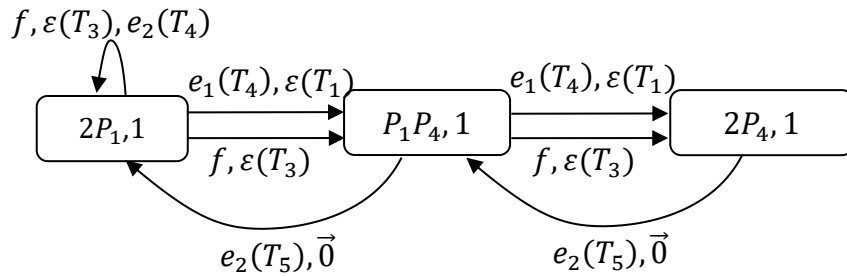 f, ε(T₃), e₂(T₄)
e₁(T₄), ε(T₁)
e₁(T₄), ε(T₁)
2P₁,1
P₁P₄, 1
2P₄, 1
f, ε(T₃)
f, ε(T₃)
e₂(T₅), 0⃗
e₂(T₅), 0⃗